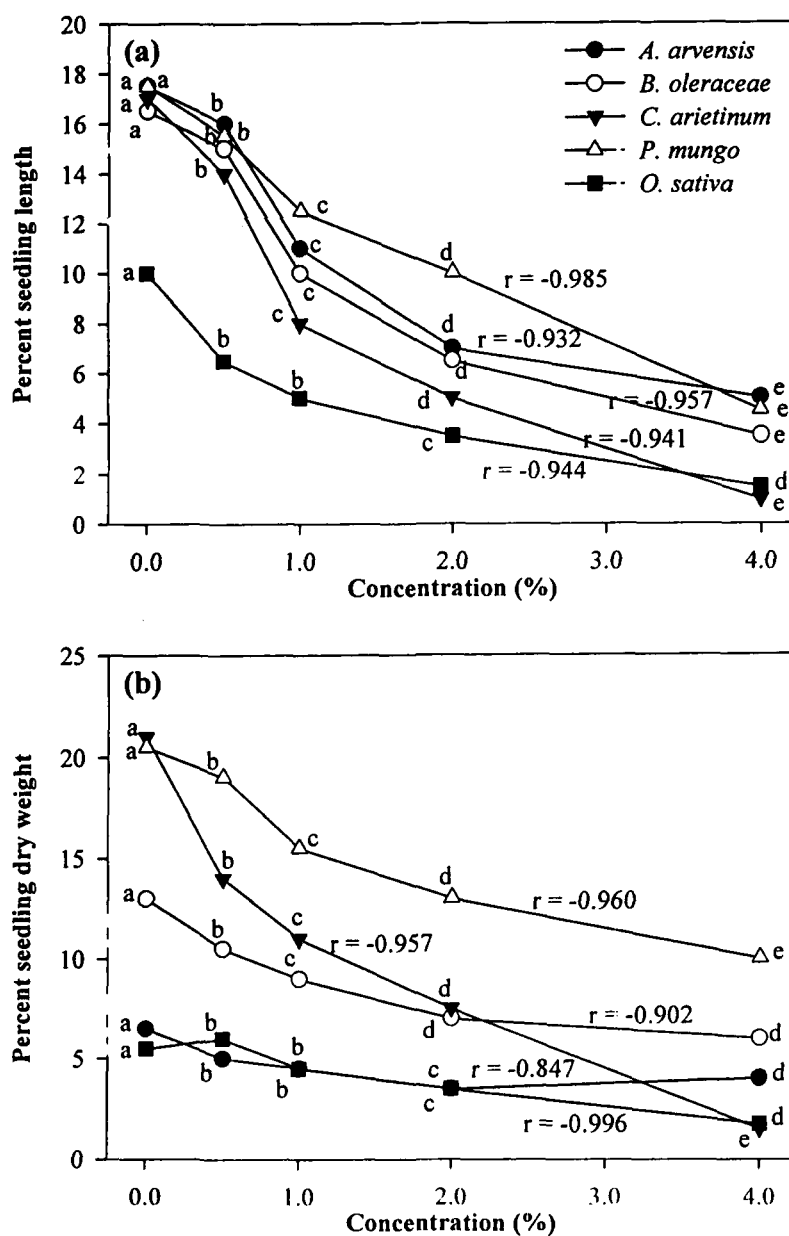 20
18
16
14
12
10
8
6
4
2
0
Percent seedling length
(a)
A. arvensis
B. oleraceae
C. arietinum
P. mungo
O. sativa
a a
a
a
a
b
b b
b
b
c
c
c
c
b
d
d
d
d
c
e
e
e
d
e
r = -0.985
r = -0.932
r = -0.957
r = -0.941
r = -0.944
0.0 1.0 2.0 3.0 4.0
Concentration (%)
25
20
15
10
5
0
Percent seedling dry weight
(b)
a
a
a
a
a
b
b
b
b
b
c
c
c
b
b
d
d
d
c
c
e
d
d
d
e
r = -0.960
r = -0.957
r = -0.902
r = -0.847
r = -0.996
0.0 1.0 2.0 3.0 4.0
Concentration (%)